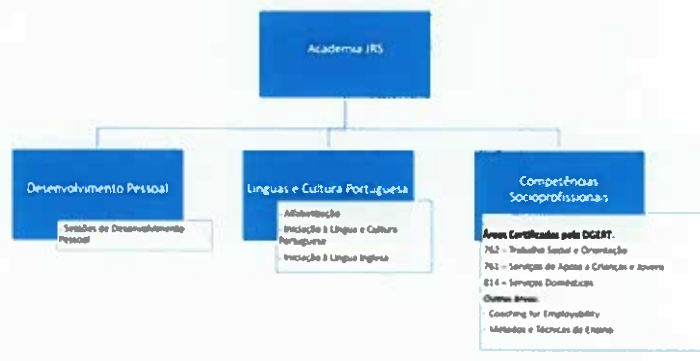 Academia JRS
Desenvolvimento Pessoal
- Sessões de Desenvolvimento
Pessoal
Línguas e Cultura Portuguesa
- Alfabetização
- Iniciação à Língua e Cultura
Portuguesa
- Iniciação à Língua Inglesa
Competências
Socioprofissionais
Áreas Certificadas pela DGERT:
762 – Trabalho Social e Orientação
761 – Serviços de Apoio a Crianças e Jovens
814 – Serviços Domésticos
Outras áreas:
- Coaching for Employability
- Métodos e Técnicas de Ensino